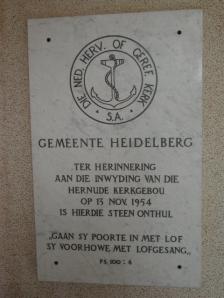 DIE NED. HERV. OF GEREF. KERK
S.A.
GEMEENTE HEIDELBERG
TER HERINNERING
AAN DIE INWYDING VAN DIE
HERNUDE KERKGEBOU
OP 13 NOV. 1954
IS HIERDIE STEEN ONTHUL
„GAAN SY POORTE IN MET LOF
SY VOORHOWE MET LOFGESANG„
PS. 100 : 4